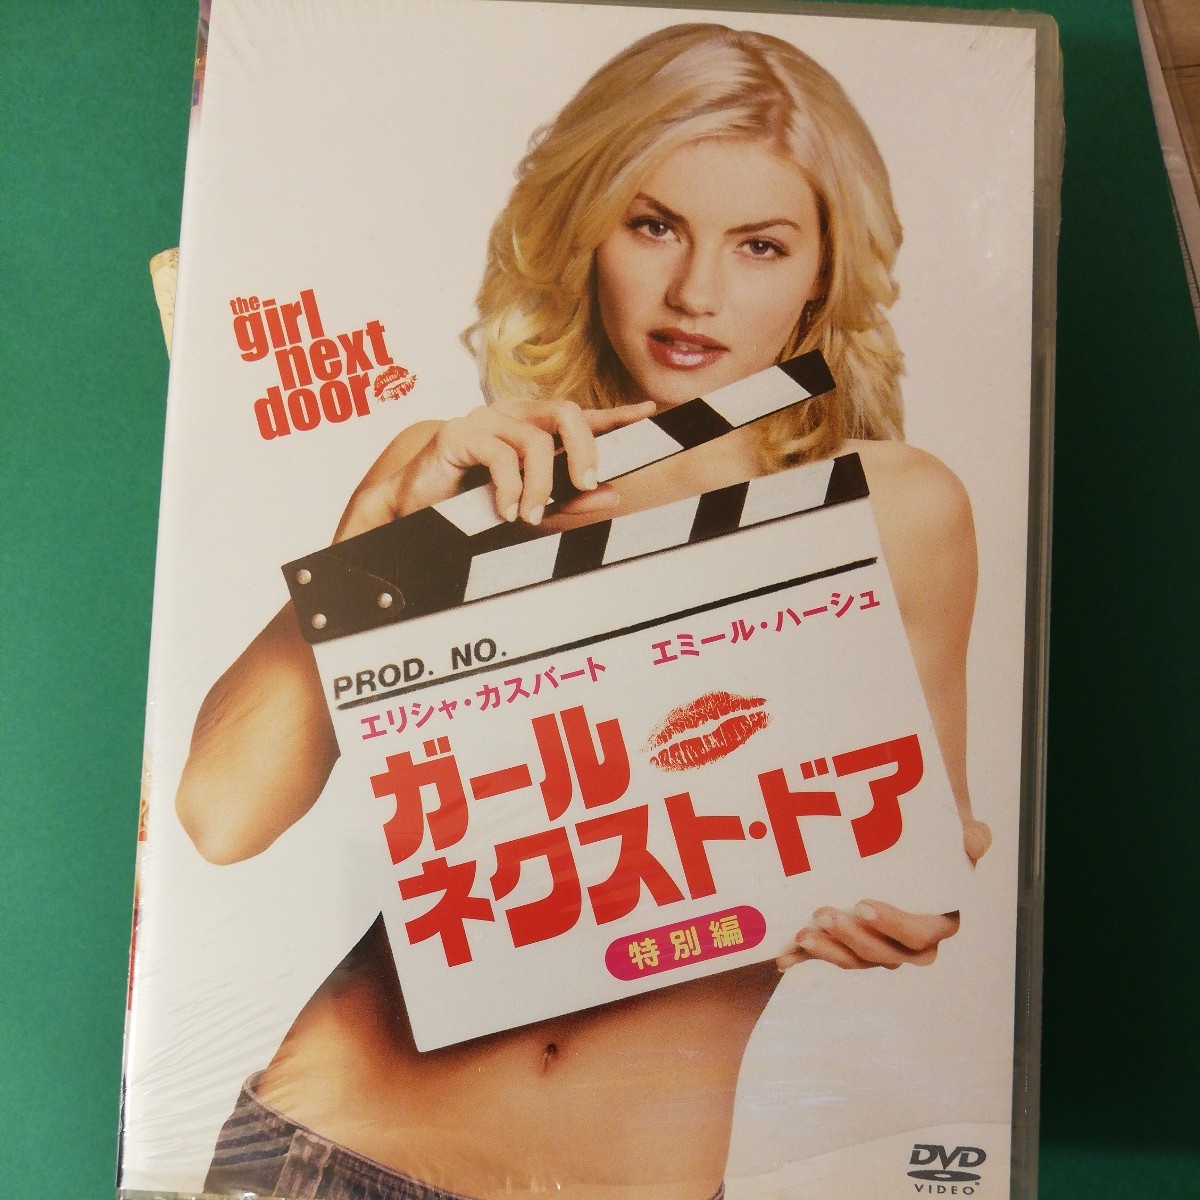 the
girl
next
door
PROD. NO.
エリシャ・カスバート エミール・ハーシュ
ガール
ネクスト・ドア
特別編
DVD
VIDEO